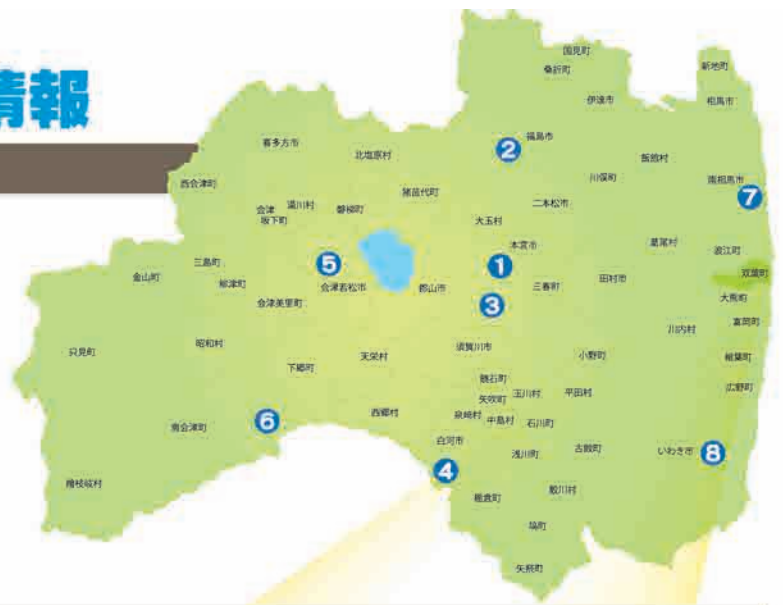 情報
国見町
桑折町
新地町
伊達市
相馬市
福島市
2
喜多方市
北塩原村
飯舘村
川俣町
南相馬市
7
西会津町
猪苗代町
二本松市
会津
坂下町
湯川村
磐梯町
大玉村
本宮市
葛尾村
浪江町
三島町
5
1
双葉町
金山町
柳津町
会津若松市
郡山市
三春町
田村市
大熊町
会津美里町
3
富岡町
川内村
只見町
昭和村
天栄村
須賀川市
小野町
楢葉町
下郷町
鏡石町
広野町
矢吹町
玉川村
平田村
南会津町
6
西郷村
泉崎村
中島村
石川町
白河市
浅川町
古殿町
いわき市
8
4
檜枝岐村
棚倉町
鮫川村
塙町
矢祭町